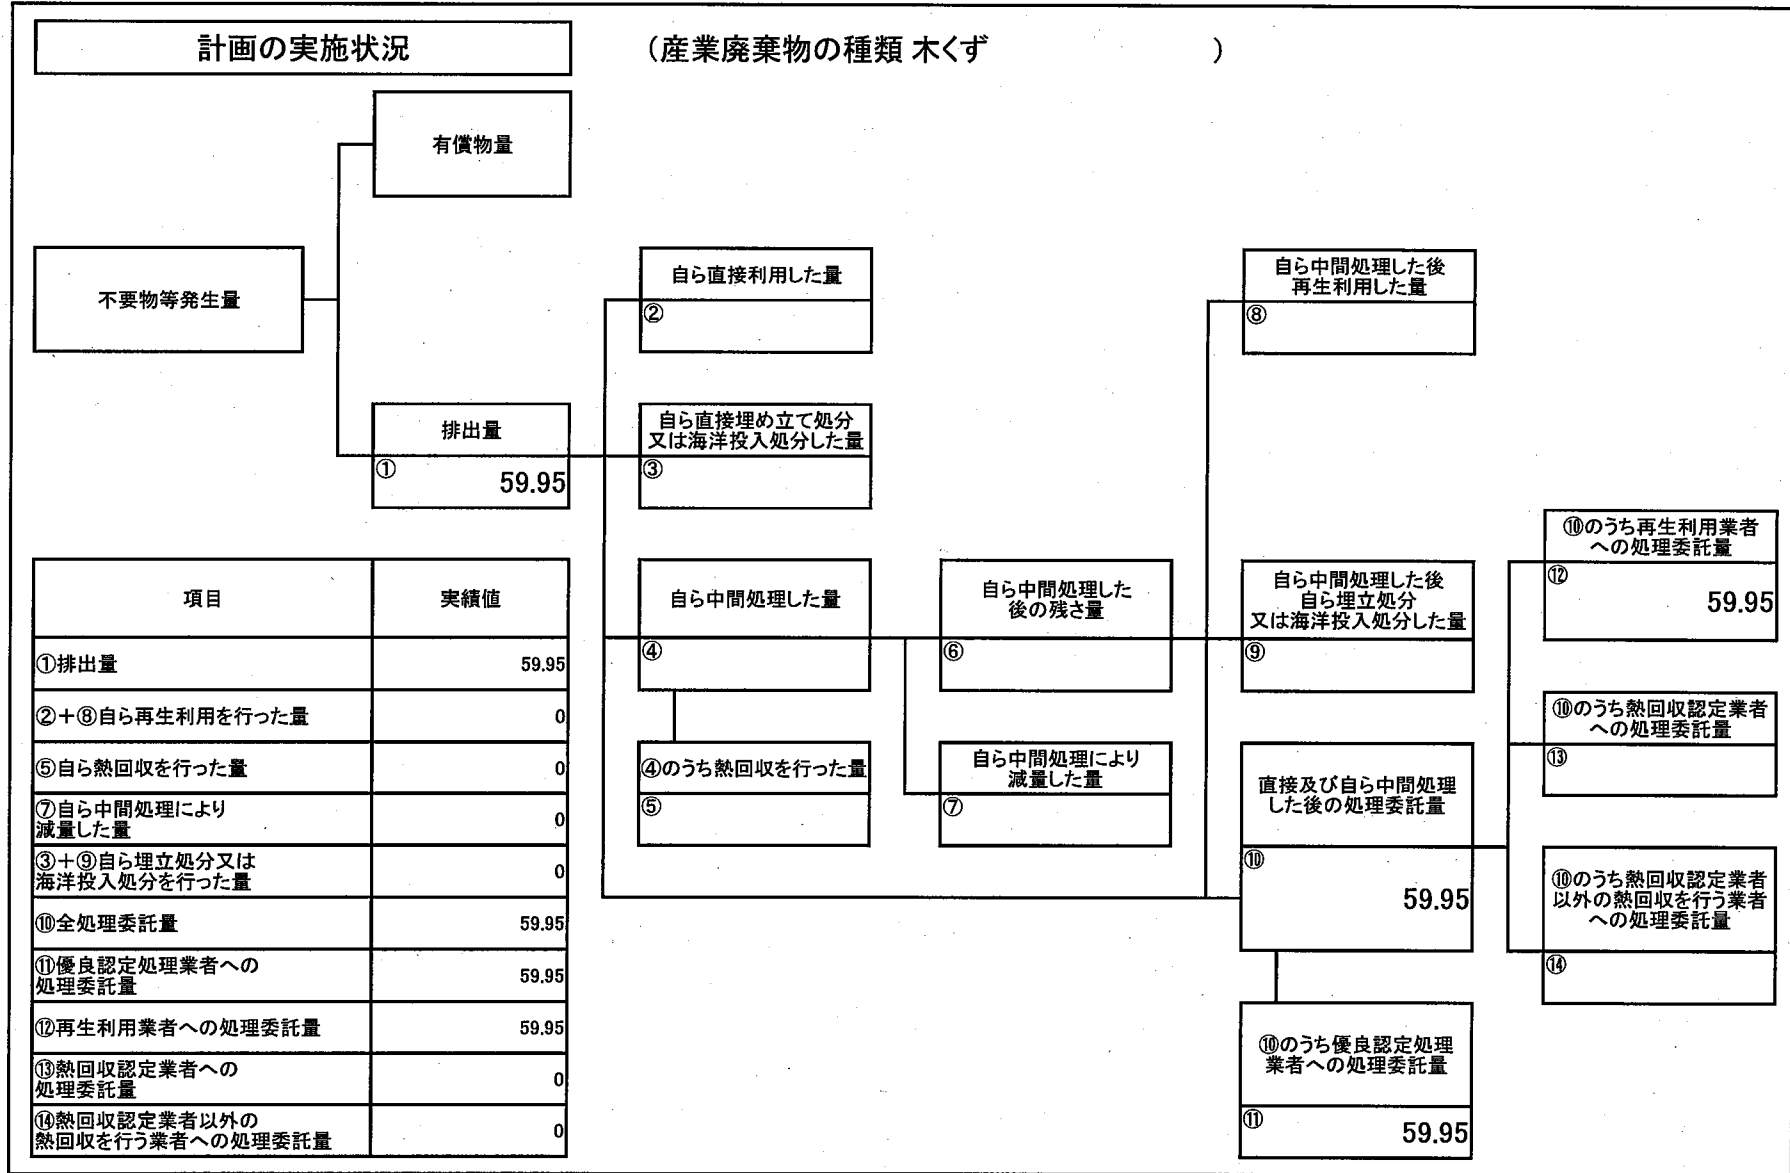 計画の実施状況
(産業廃棄物の種類 木くず )
有償物量
不要物等発生量
自ら直接利用した量
②
自ら中間処理した後
再生利用した量
⑧
排出量
①
59.95
自ら直接埋め立て処分
又は海洋投入処分した量
③
自ら中間処理した量
④
自ら中間処理した
後の残さ量
⑥
自ら中間処理した後
自ら埋立処分
又は海洋投入処分した量
⑨
⑩のうち再生利用業者
への処理委託量
⑫
59.95
④のうち熱回収を行った量
⑤
自ら中間処理により
減量した量
⑦
直接及び自ら中間処理
した後の処理委託量
⑩
59.95
⑩のうち熱回収認定業者
への処理委託量
⑬
⑩のうち熱回収認定業者
以外の熱回収を行う業者
への処理委託量
⑭
⑩のうち優良認定処理
業者への処理委託量
⑪
59.95
項目 実績値
①排出量 59.95
②+⑧自ら再生利用を行った量 0
⑤自ら熱回収を行った量 0
⑦自ら中間処理により
減量した量 0
③+⑨自ら埋立処分又は
海洋投入処分を行った量 0
⑩全処理委託量 59.95
⑪優良認定処理業者への
処理委託量 59.95
⑫再生利用業者への処理委託量 59.95
⑬熱回収認定業者への
処理委託量 0
⑭熱回収認定業者以外の
熱回収を行う業者への処理委託量 0